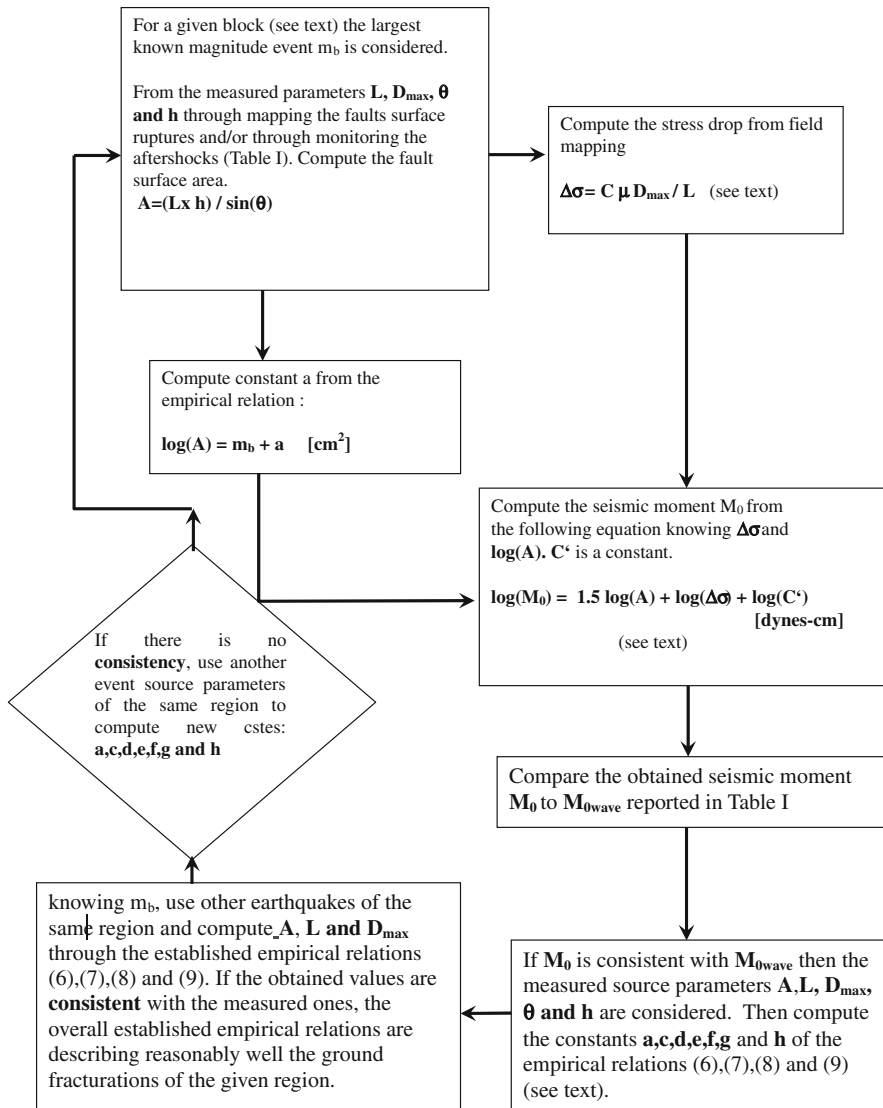 For a given block (see text) the largest
known magnitude event m_b is considered.
From the measured parameters L, D_max, θ
and h through mapping the faults surface
ruptures and/or through monitoring the
aftershocks (Table I). Compute the fault
surface area.
A=(Lx h) / sin(θ)
Compute the stress drop from field
mapping
Δσ= C μ D_max / L (see text)
Compute constant a from the
empirical relation :
log(A) = m_b + a [cm²]
Compute the seismic moment M₀ from
the following equation knowing Δσ and
log(A). C‘ is a constant.
log(M₀) = 1.5 log(A) + log(Δσ) + log(C‘)
[dynes-cm]
(see text)
Compare the obtained seismic moment
M₀ to M_0wave reported in Table I
If M₀ is consistent with M_0wave then the
measured source parameters A,L, D_max,
θ and h are considered. Then compute
the constants a,c,d,e,f,g and h of the
empirical relations (6),(7),(8) and (9)
(see text).
knowing m_b, use other earthquakes of the
same region and compute A, L and D_max
through the established empirical relations
(6),(7),(8) and (9). If the obtained values are
consistent with the measured ones, the
overall established empirical relations are
describing reasonably well the ground
fracturations of the given region.
If there is no
consistency, use another
event source parameters
of the same region to
compute new cstes:
a,c,d,e,f,g and h